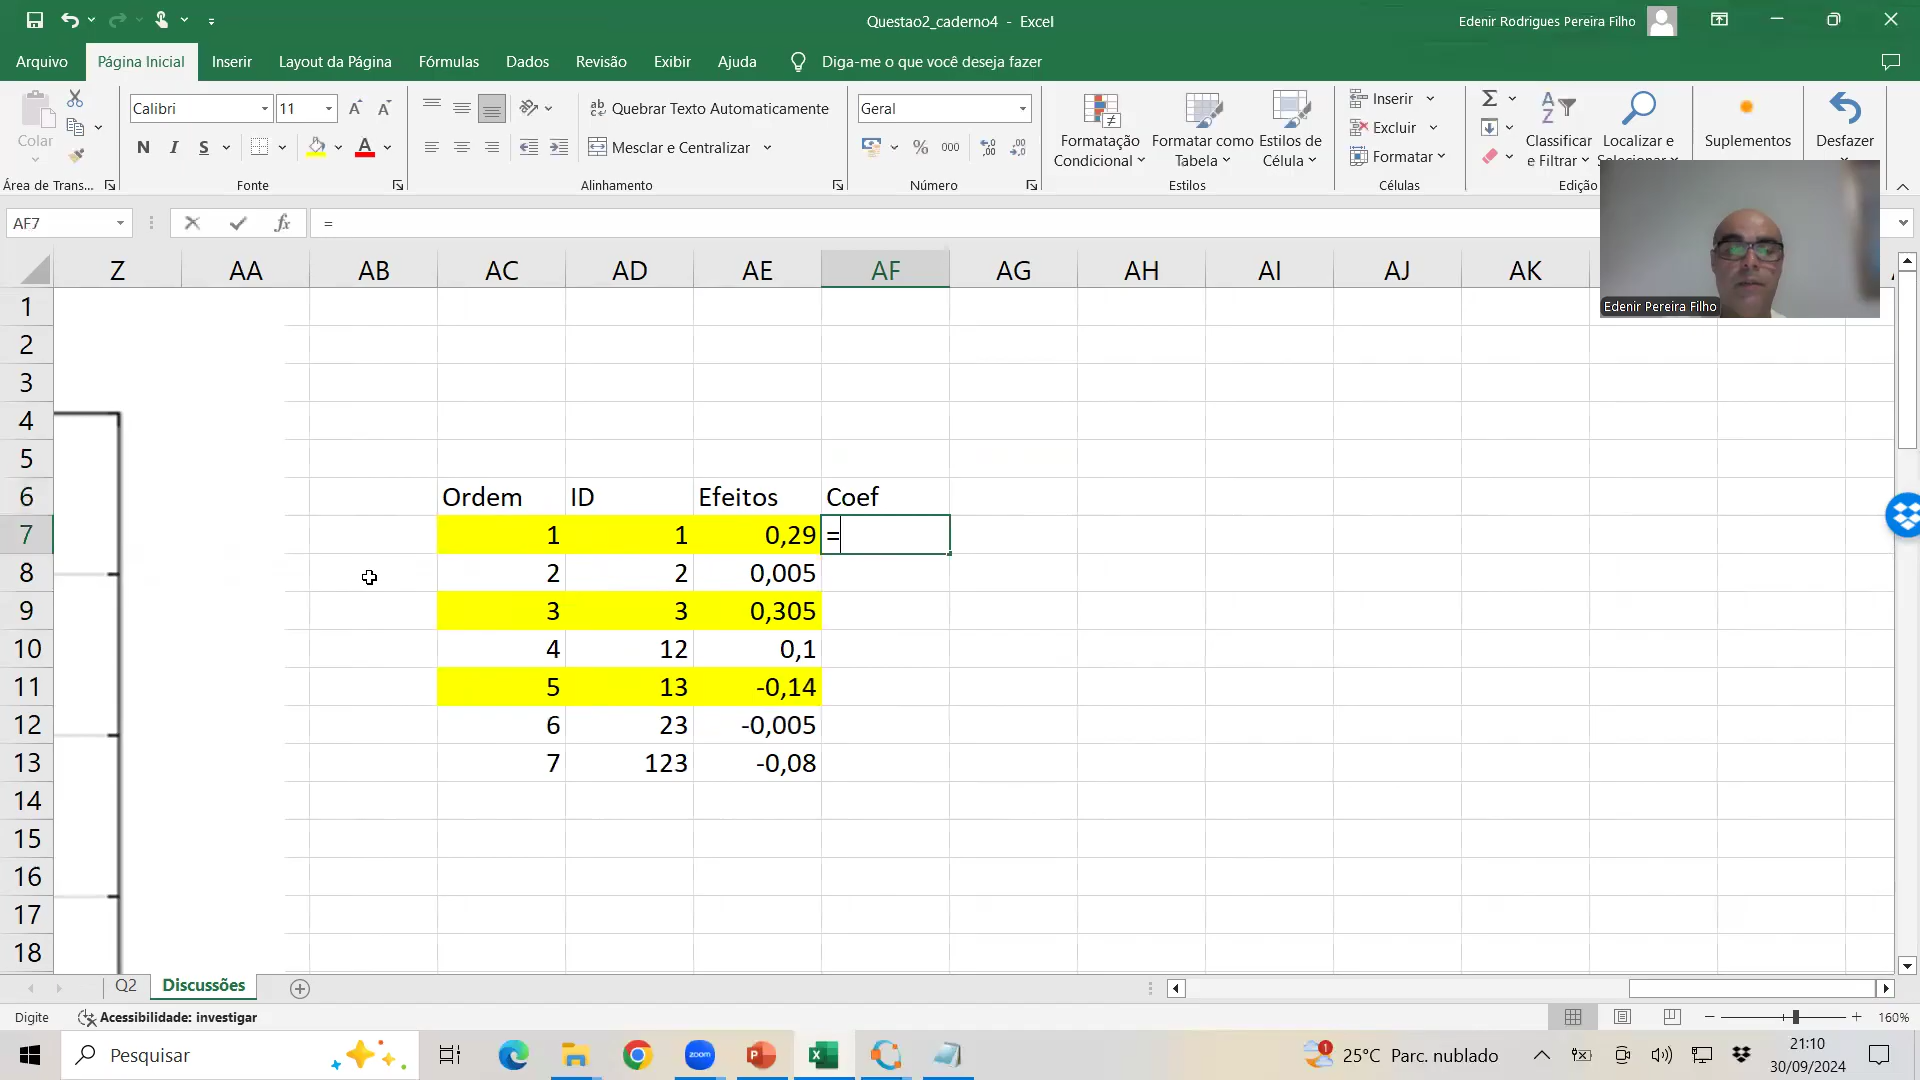 Questao2_caderno4 - Excel
Edenir Rodrigues Pereira Filho
Arquivo
Página Inicial
Inserir
Layout da Página
Fórmulas
Dados
Revisão
Exibir
Ajuda
Diga-me o que você deseja fazer
Colar
Calibri
11
N I S
Quebrar Texto Automaticamente
Mesclar e Centralizar
Geral
% 000
Formatação Condicional
Formatar como Tabela
Estilos de Célula
Inserir
Excluir
Formatar
Classificar e Filtrar
Localizar e
Suplementos
Desfazer
Área de Trans...
Fonte
Alinhamento
Número
Estilos
Células
Edição
AF7
fx
=
Edenir Pereira Filho
Z AA AB AC AD AE AF AG AH AI AJ AK
1
2
3
4
5
6 Ordem ID Efeitos Coef
7 1 1 0,29 =
8 2 2 0,005
9 3 3 0,305
10 4 12 0,1
11 5 13 -0,14
12 6 23 -0,005
13 7 123 -0,08
14
15
16
17
18
Q2
Discussões
Digite
Acessibilidade: investigar
160%
Pesquisar
zoom
1
25°C Parc. nublado
21:10
30/09/2024